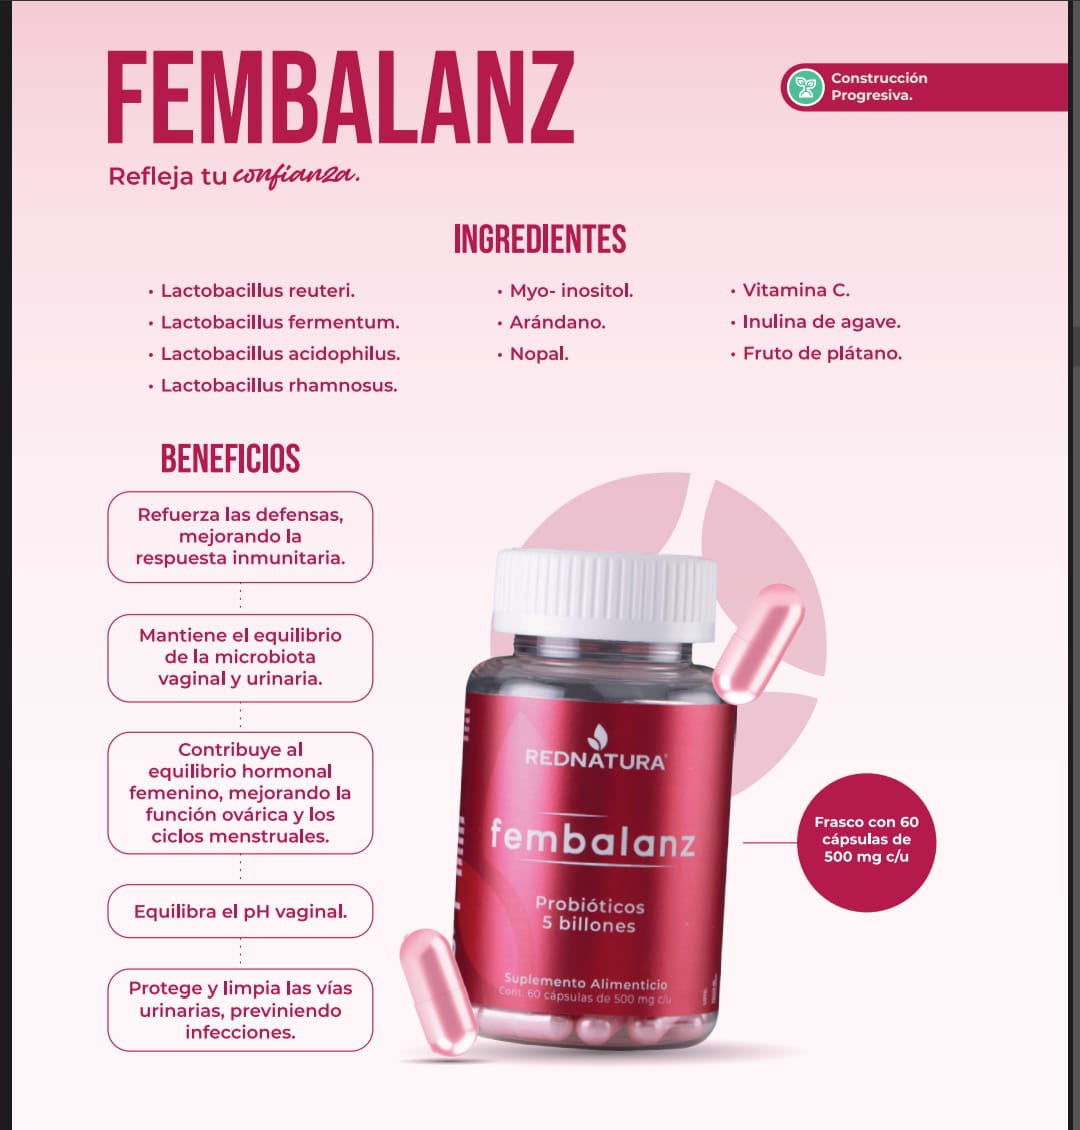 FEMBALANZ
Refleja tu confianza.
Construcción
Progresiva.
INGREDIENTES
• Lactobacillus reuteri.
• Lactobacillus fermentum.
• Lactobacillus acidophilus.
• Lactobacillus rhamnosus.
• Myo- inositol.
• Arándano.
• Nopal.
• Vitamina C.
• Inulina de agave.
• Fruto de plátano.
BENEFICIOS
Refuerza las defensas,
mejorando la
respuesta inmunitaria.
Mantiene el equilibrio
de la microbiota
vaginal y urinaria.
Contribuye al
equilibrio hormonal
femenino, mejorando la
función ovárica y los
ciclos menstruales.
Equilibra el pH vaginal.
Protege y limpia las vías
urinarias, previniendo
infecciones.
REDNATURA
fembalanz
Probióticos
5 billones
Suplemento Alimenticio
Cont. 60 cápsulas de 500 mg c/u
Frasco con 60
cápsulas de
500 mg c/u